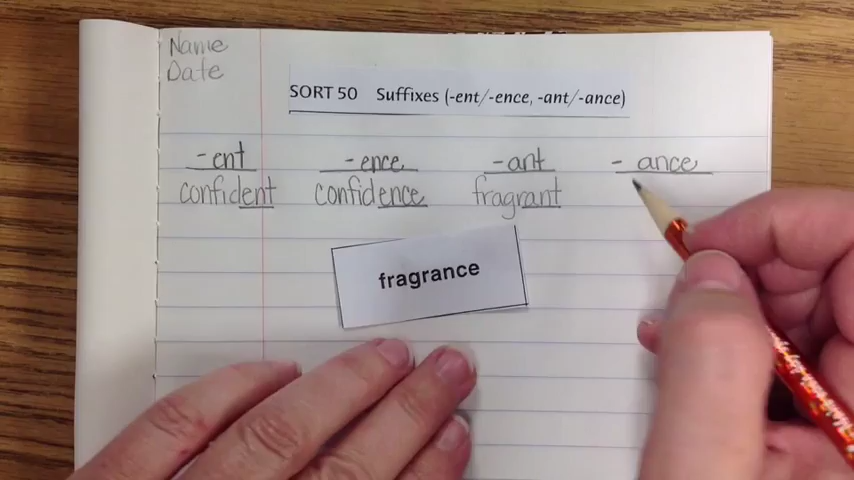 Name
Date
SORT 50 Suffixes (-ent/-ence, -ant/-ance)
-ent -ence -ant -ance
confident confidence fragrant
fragrance